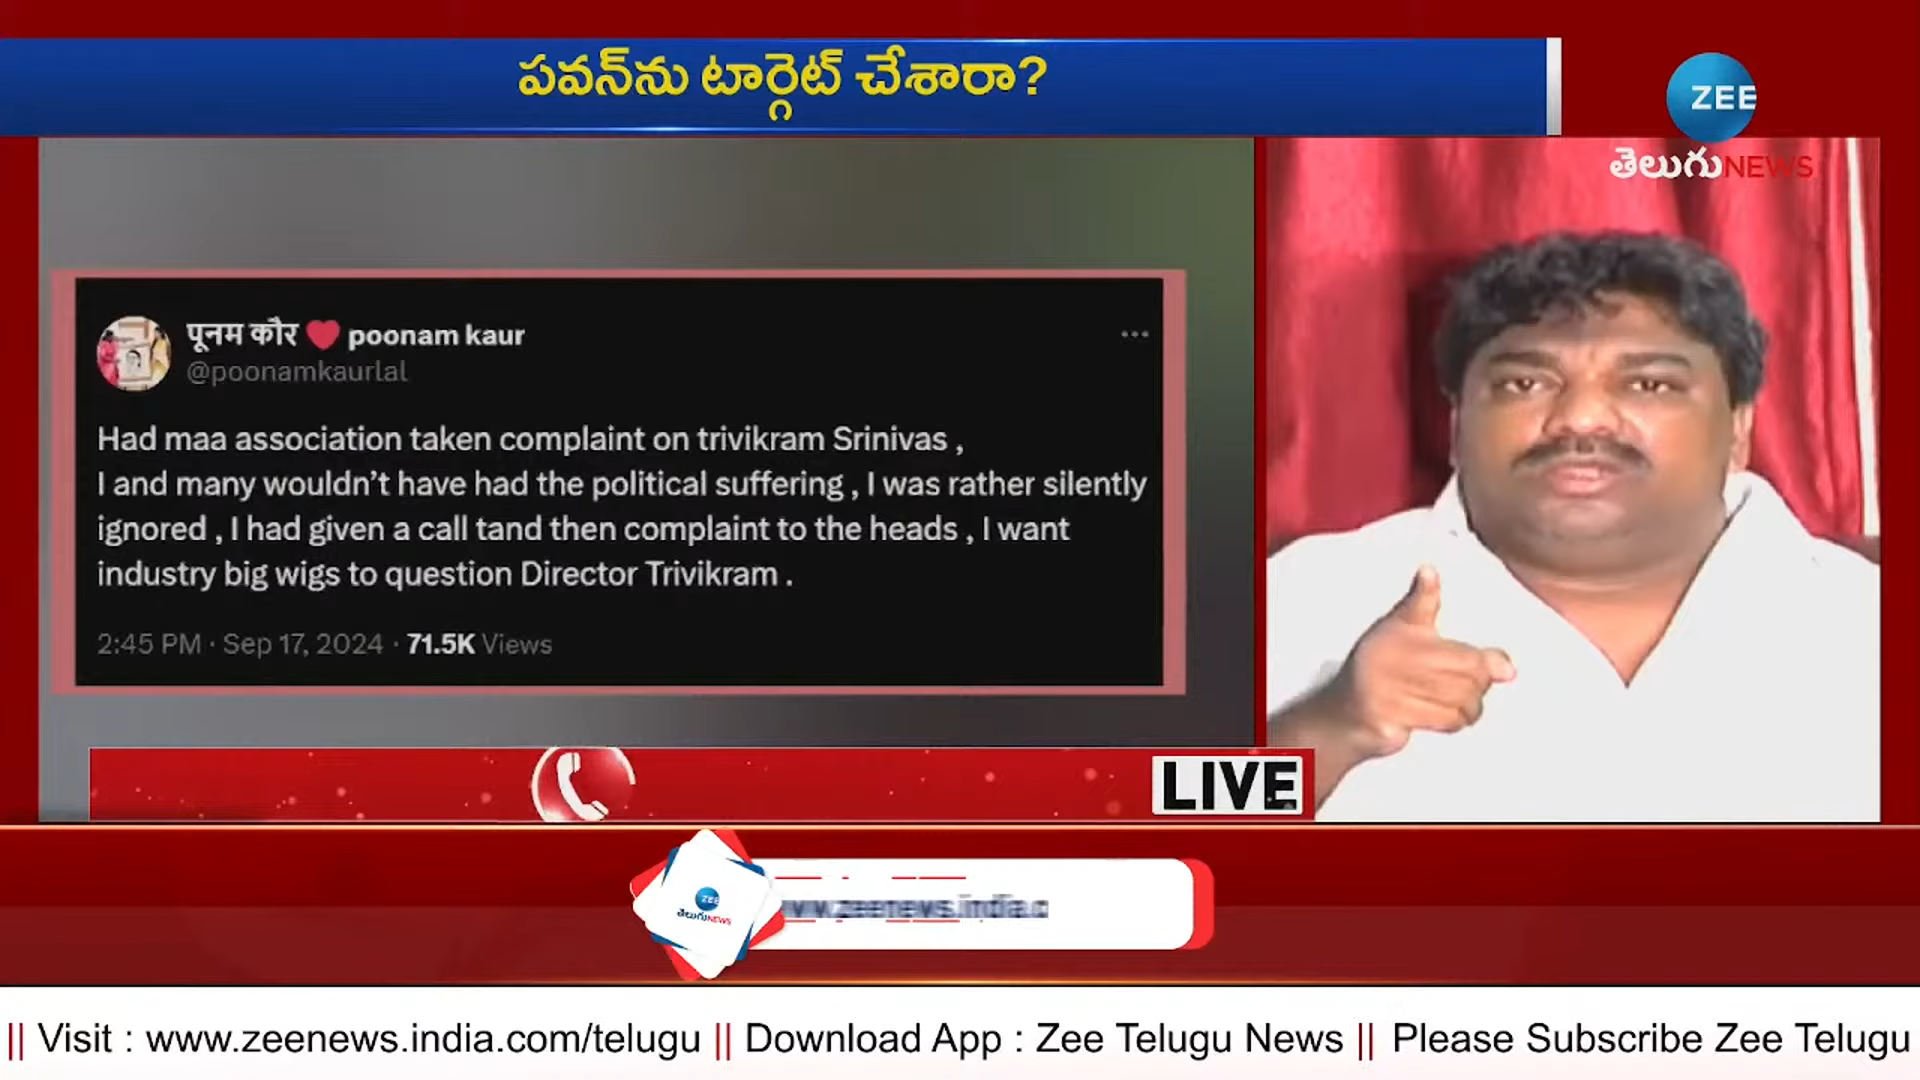 పవన్‌ను టార్గెట్ చేశారా?
ZEE
తెలుగు NEWS
पूनम कौर ❤️ poonam kaur
@poonamkaurlal
Had maa association taken complaint on trivikram Srinivas ,
I and many wouldn’t have had the political suffering , I was rather silently
ignored , I had given a call tand then complaint to the heads , I want
industry big wigs to question Director Trivikram .
2:45 PM · Sep 17, 2024 · 71.5K Views
LIVE
ZEE
తెలుగు NEWS
|| Visit : www.zeenews.india.com/telugu || Download App : Zee Telugu News || Please Subscribe Zee Telugu